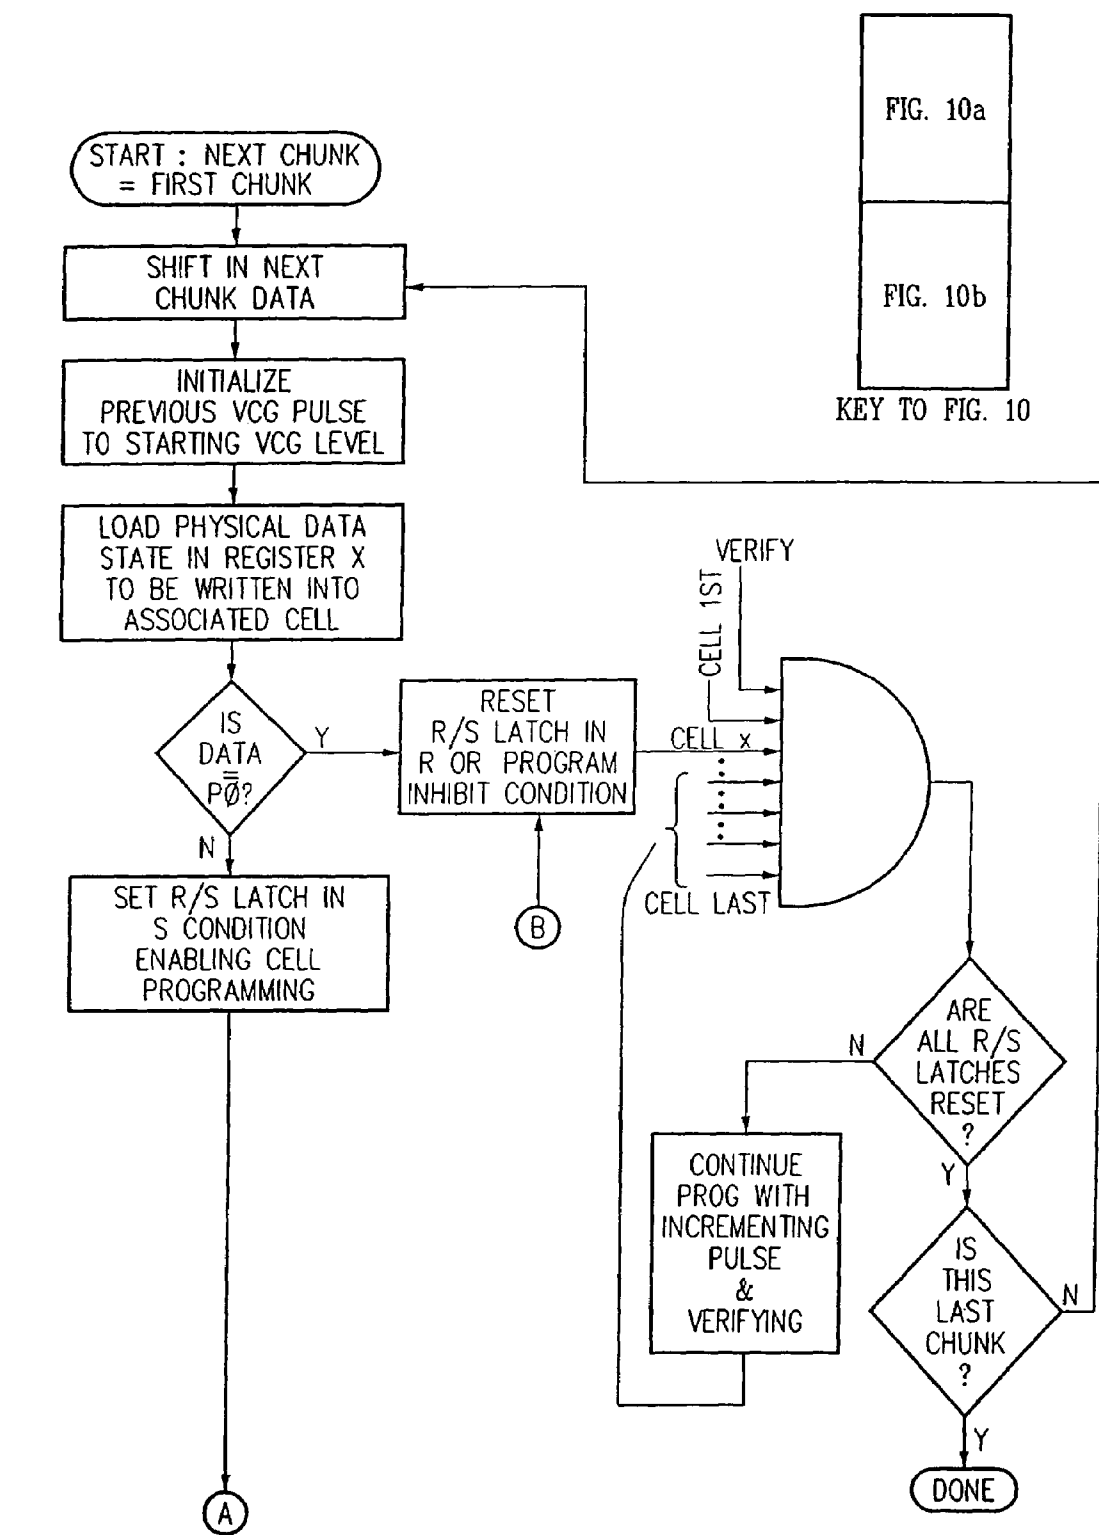 FIG. 10a
FIG. 10b
KEY TO FIG. 10
START : NEXT CHUNK
= FIRST CHUNK
SHIFT IN NEXT
CHUNK DATA
INITIALIZE
PREVIOUS VCG PULSE
TO STARTING VCG LEVEL
LOAD PHYSICAL DATA
STATE IN REGISTER X
TO BE WRITTEN INTO
ASSOCIATED CELL
IS
DATA
=
PØ?
Y
N
RESET
R/S LATCH IN
R OR PROGRAM
INHIBIT CONDITION
B
SET R/S LATCH IN
S CONDITION
ENABLING CELL
PROGRAMMING
A
VERIFY
CELL 1ST
CELL x
CELL LAST
ARE
ALL R/S
LATCHES
RESET
?
N
Y
CONTINUE
PROG WITH
INCREMENTING
PULSE
&
VERIFYING
IS
THIS
LAST
CHUNK
?
N
Y
DONE